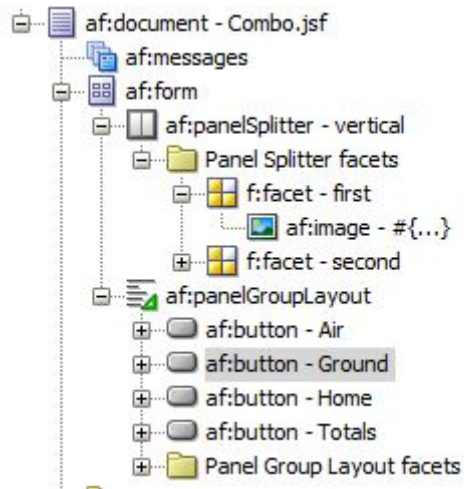 af:document - Combo.jsf
af:messages
af:form
af:panelSplitter - vertical
Panel Splitter facets
f:facet - first
af:image - #{...}
f:facet - second
af:panelGroupLayout
af:button - Air
af:button - Ground
af:button - Home
af:button - Totals
Panel Group Layout facets